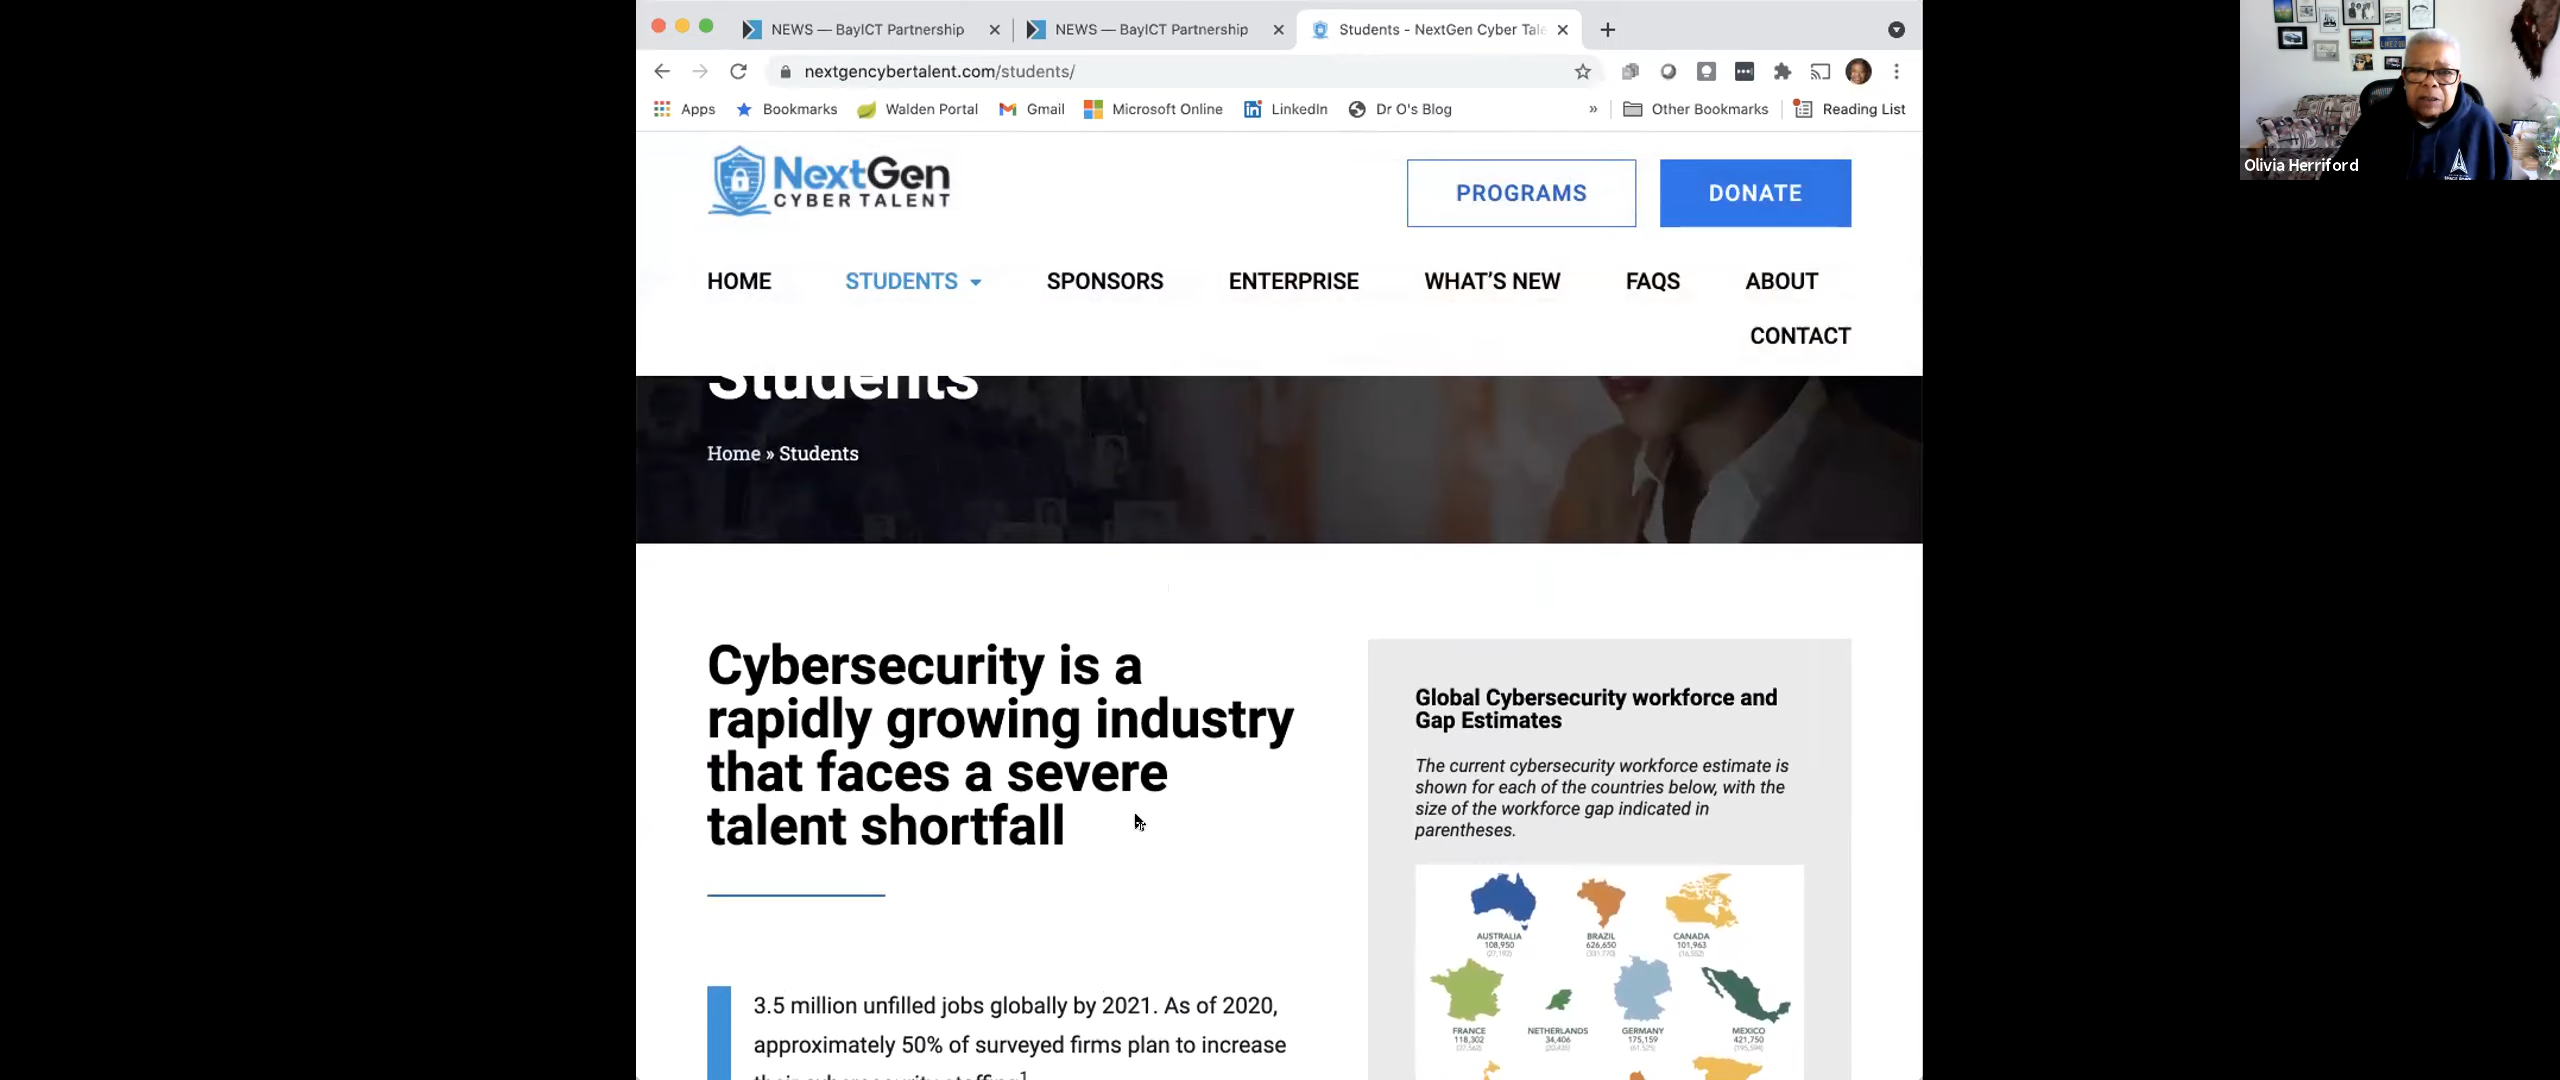 NEWS — BayICT Partnership
NEWS — BayICT Partnership
Students - NextGen Cyber Tale
nextgencybertalent.com/students/
Apps
Bookmarks
Walden Portal
Gmail
Microsoft Online
LinkedIn
Dr O's Blog
»
Other Bookmarks
Reading List
Olivia Herriford
NextGen
CYBER TALENT
PROGRAMS
DONATE
HOME
STUDENTS
SPONSORS
ENTERPRISE
WHAT'S NEW
FAQS
ABOUT
CONTACT
Students
Home » Students
Cybersecurity is a
rapidly growing industry
that faces a severe
talent shortfall
3.5 million unfilled jobs globally by 2021. As of 2020,
approximately 50% of surveyed firms plan to increase
their cybersecurity staffing1
Global Cybersecurity workforce and
Gap Estimates
The current cybersecurity workforce estimate is
shown for each of the countries below, with the
size of the workforce gap indicated in
parentheses.
AUSTRALIA
108,950
(27,192)
BRAZIL
626,650
(331,770)
CANADA
101,963
(16,552)
FRANCE
118,302
NETHERLANDS
34,406
GERMANY
175,159
MEXICO
421,750